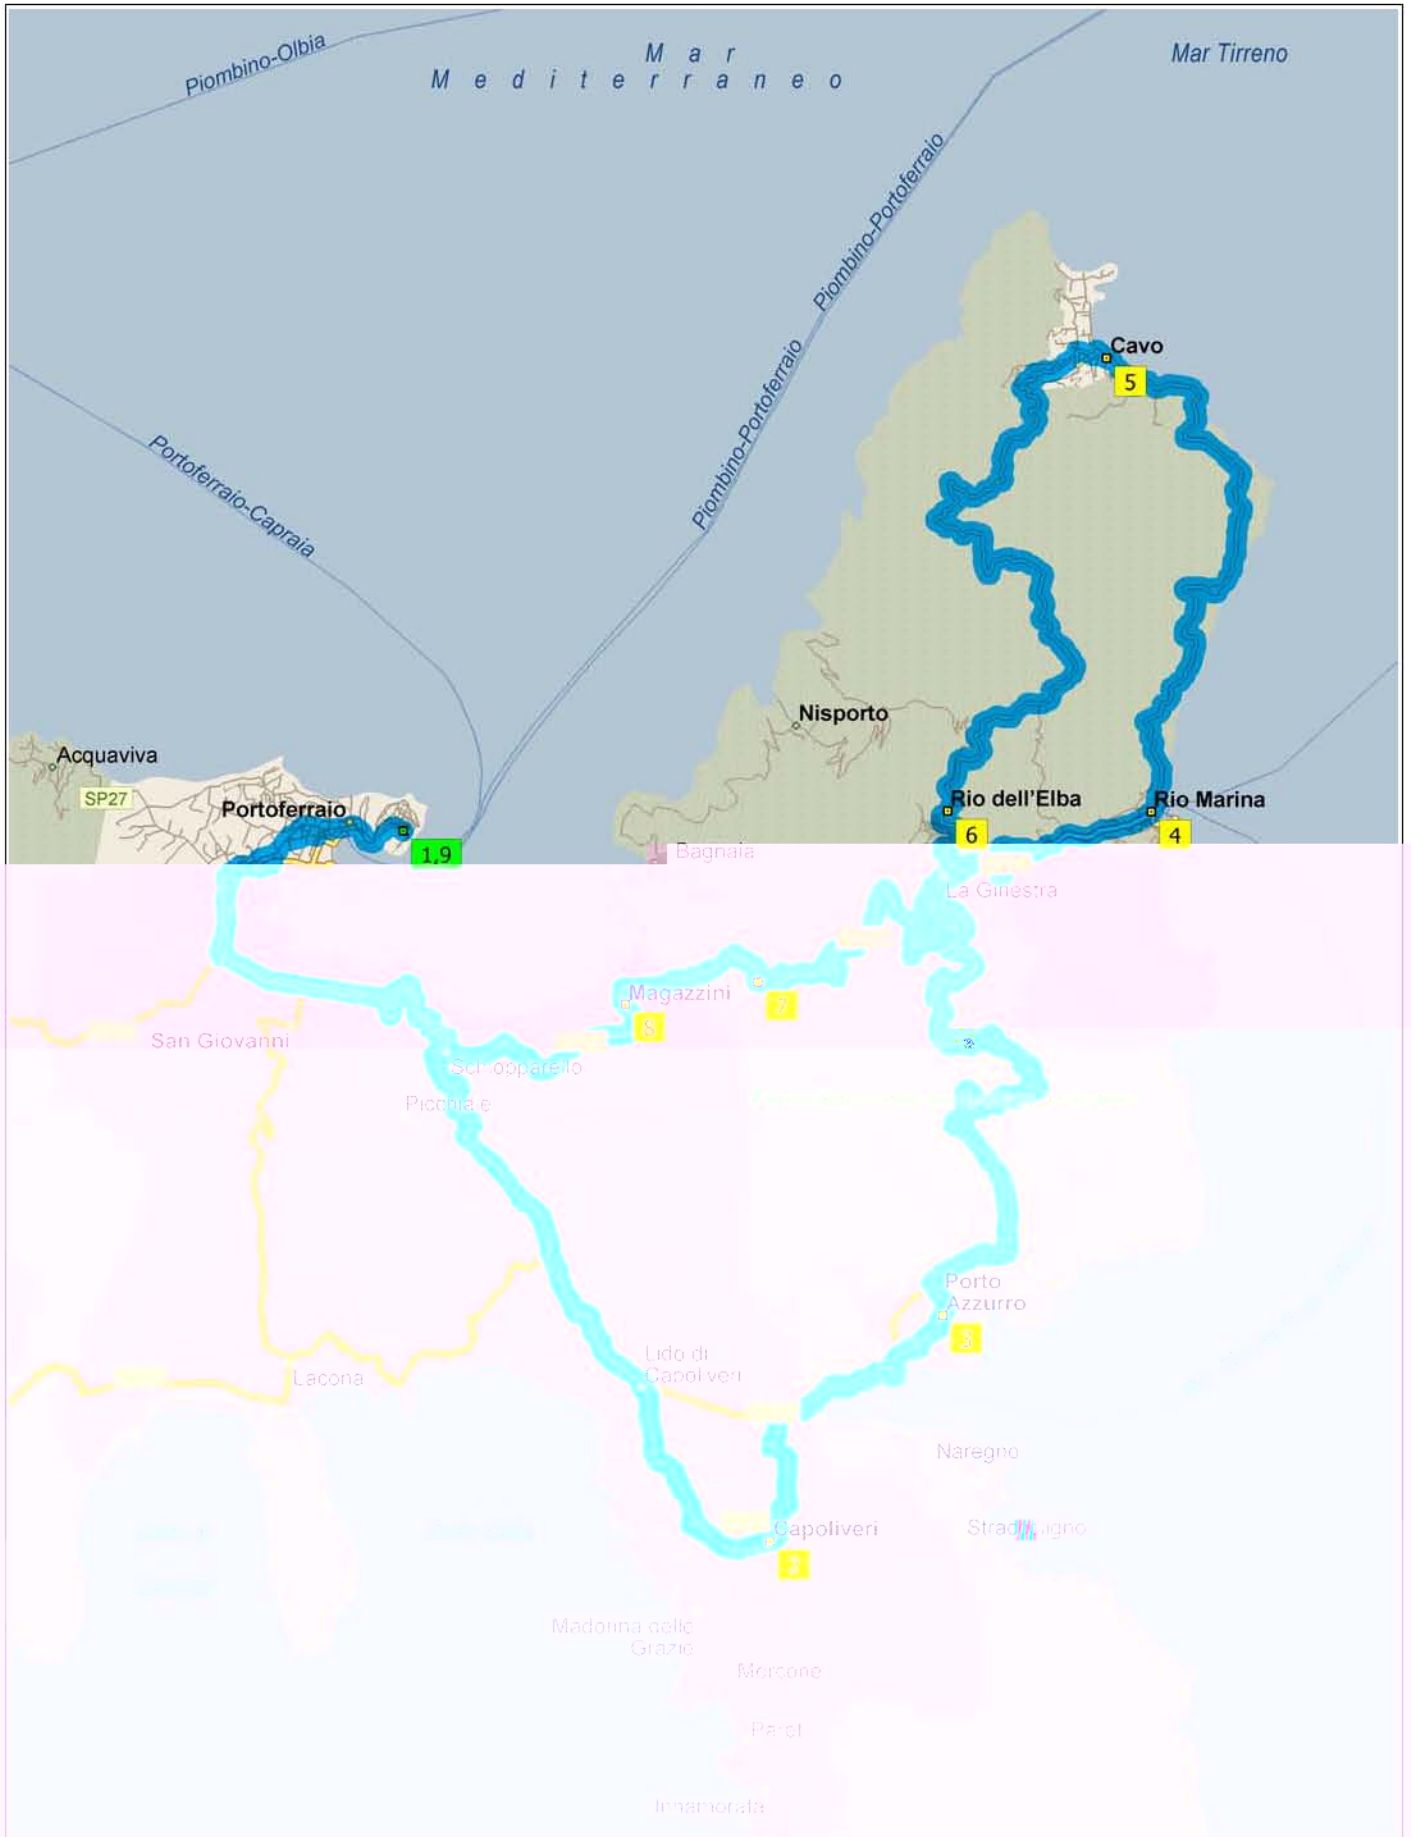 Piombino-Olbia
Mar
Mediterraneo
Mar Tirreno
Piombino-Portoferraio
Piombino-Portoferraio
Portoferraio-Capraia
Cavo
5
Nisporto
Acquaviva
SP27
Portoferraio
1,9
Rio dell'Elba
6
Rio Marina
4
Bagnaia
La Ginestra
Magazzini
7
8
San Giovanni
Schiopparello
Picchiaie
Porto
Azzurro
3
Lido di
Capoliveri
Lacona
Naregno
Capoliveri
2
Madonna delle
Grazie
Morcone
Innamorata